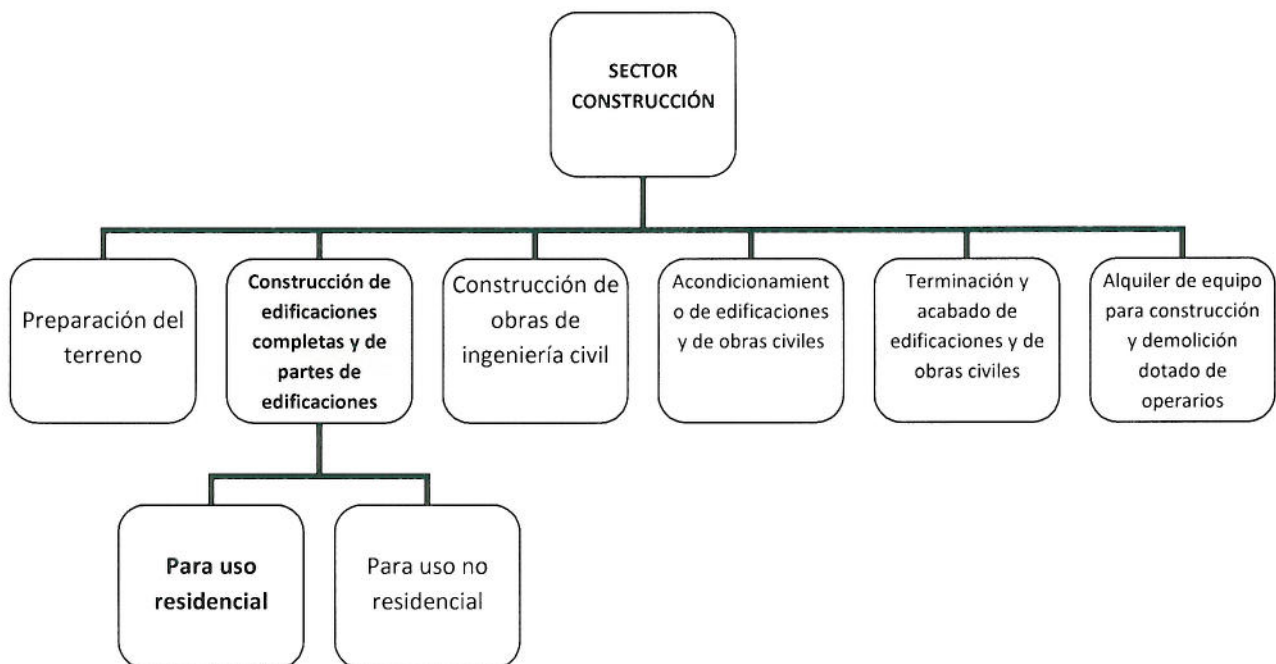 SECTOR
CONSTRUCCIÓN
Preparación del
terreno
Construcción de
edificaciones
completas y de
partes de
edificaciones
Construcción de
obras de
ingeniería civil
Acondicionamient
o de edificaciones
y de obras civiles
Terminación y
acabado de
edificaciones y de
obras civiles
Alquiler de equipo
para construcción
y demolición
dotado de
operarios
Para uso
residencial
Para uso no
residencial